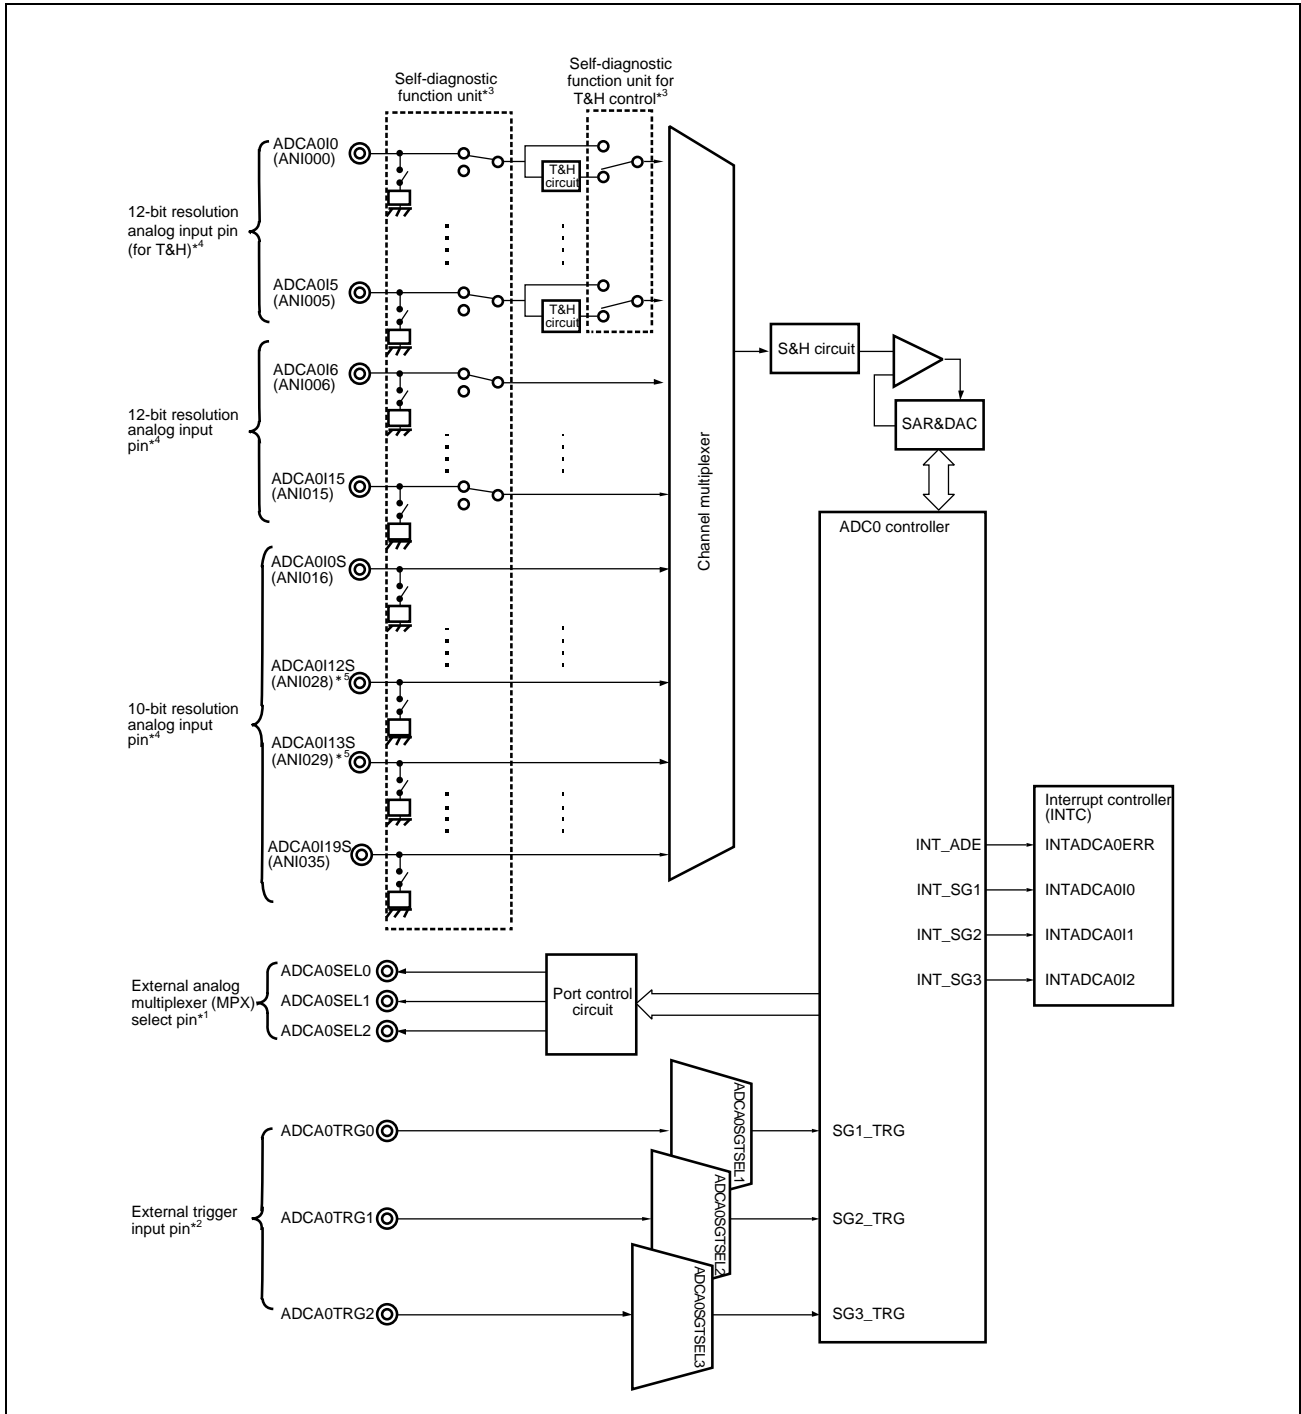 Self-diagnostic
function unit*3
Self-diagnostic
function unit for
T&H control*3
12-bit resolution
analog input pin
(for T&H)*4
ADCA0I0
(ANI000)
T&H
circuit
ADCA0I5
(ANI005)
T&H
circuit
12-bit resolution
analog input
pin*4
ADCA0I6
(ANI006)
ADCA0I15
(ANI015)
10-bit resolution
analog input
pin*4
ADCA0I0S
(ANI016)
ADCA0I12S
(ANI028)*5
ADCA0I13S
(ANI029)*5
ADCA0I19S
(ANI035)
Channel multiplexer
S&H circuit
SAR&DAC
ADC0 controller
INT_ADE
INT_SG1
INT_SG2
INT_SG3
Interrupt controller
(INTC)
INTADCA0ERR
INTADCA0I0
INTADCA0I1
INTADCA0I2
External analog
multiplexer (MPX)
select pin*1
ADCA0SEL0
ADCA0SEL1
ADCA0SEL2
Port control
circuit
External trigger
input pin*2
ADCA0TRG0
ADCA0TRG1
ADCA0TRG2
ADCA0SGTSEL1
ADCA0SGTSEL2
ADCA0SGTSEL3
SG1_TRG
SG2_TRG
SG3_TRG